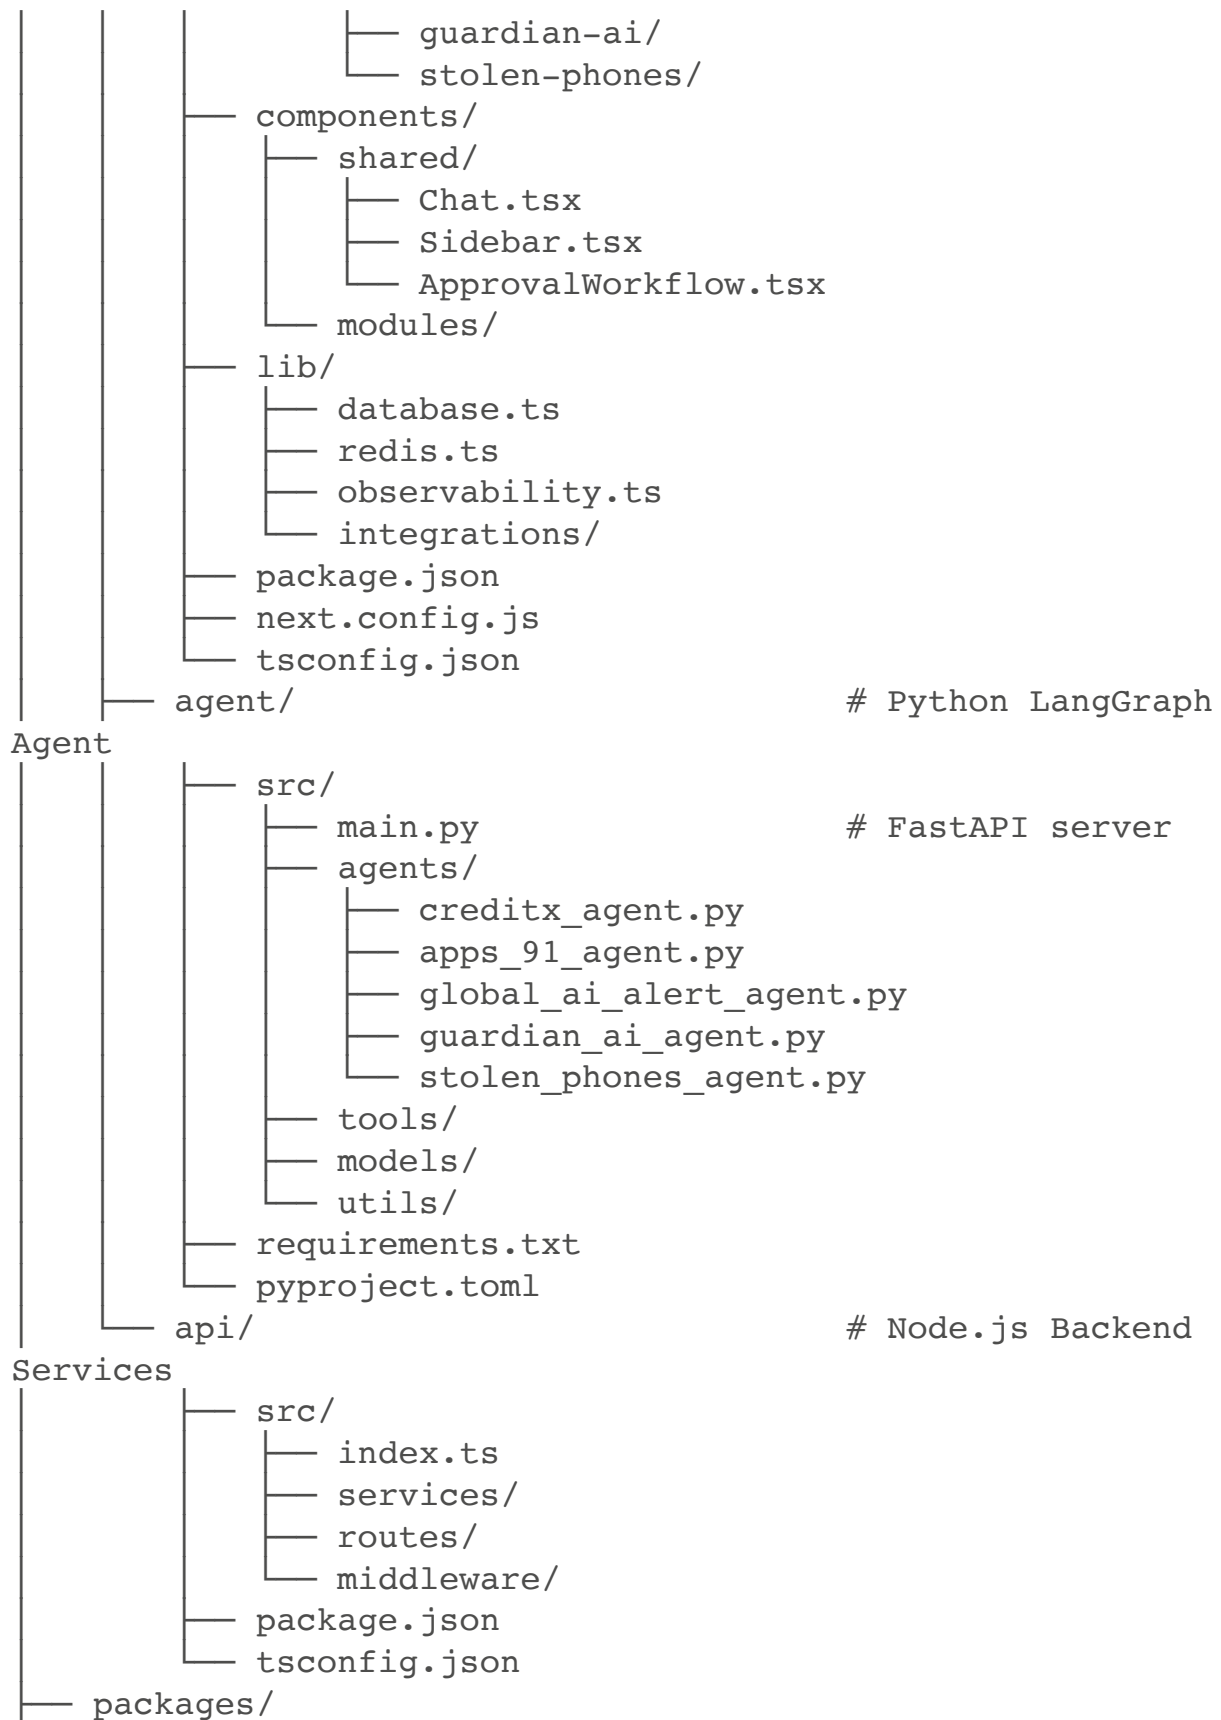 │   │   │       ├── guardian-ai/
│   │   │       └── stolen-phones/
│   │   ├── components/
│   │   │   ├── shared/
│   │   │   │   ├── Chat.tsx
│   │   │   │   ├── Sidebar.tsx
│   │   │   │   └── ApprovalWorkflow.tsx
│   │   │   └── modules/
│   │   ├── lib/
│   │   │   ├── database.ts
│   │   │   ├── redis.ts
│   │   │   ├── observability.ts
│   │   │   └── integrations/
│   │   ├── package.json
│   │   ├── next.config.js
│   │   └── tsconfig.json
│   ├── agent/                           # Python LangGraph
Agent
│   │   ├── src/
│   │   │   ├── main.py                  # FastAPI server
│   │   │   ├── agents/
│   │   │   │   ├── creditx_agent.py
│   │   │   │   ├── apps_91_agent.py
│   │   │   │   ├── global_ai_alert_agent.py
│   │   │   │   ├── guardian_ai_agent.py
│   │   │   │   └── stolen_phones_agent.py
│   │   │   ├── tools/
│   │   │   ├── models/
│   │   │   └── utils/
│   │   ├── requirements.txt
│   │   └── pyproject.toml
│   └── api/                             # Node.js Backend
Services
│       ├── src/
│       │   ├── index.ts
│       │   ├── services/
│       │   ├── routes/
│       │   └── middleware/
│       ├── package.json
│       └── tsconfig.json
├── packages/